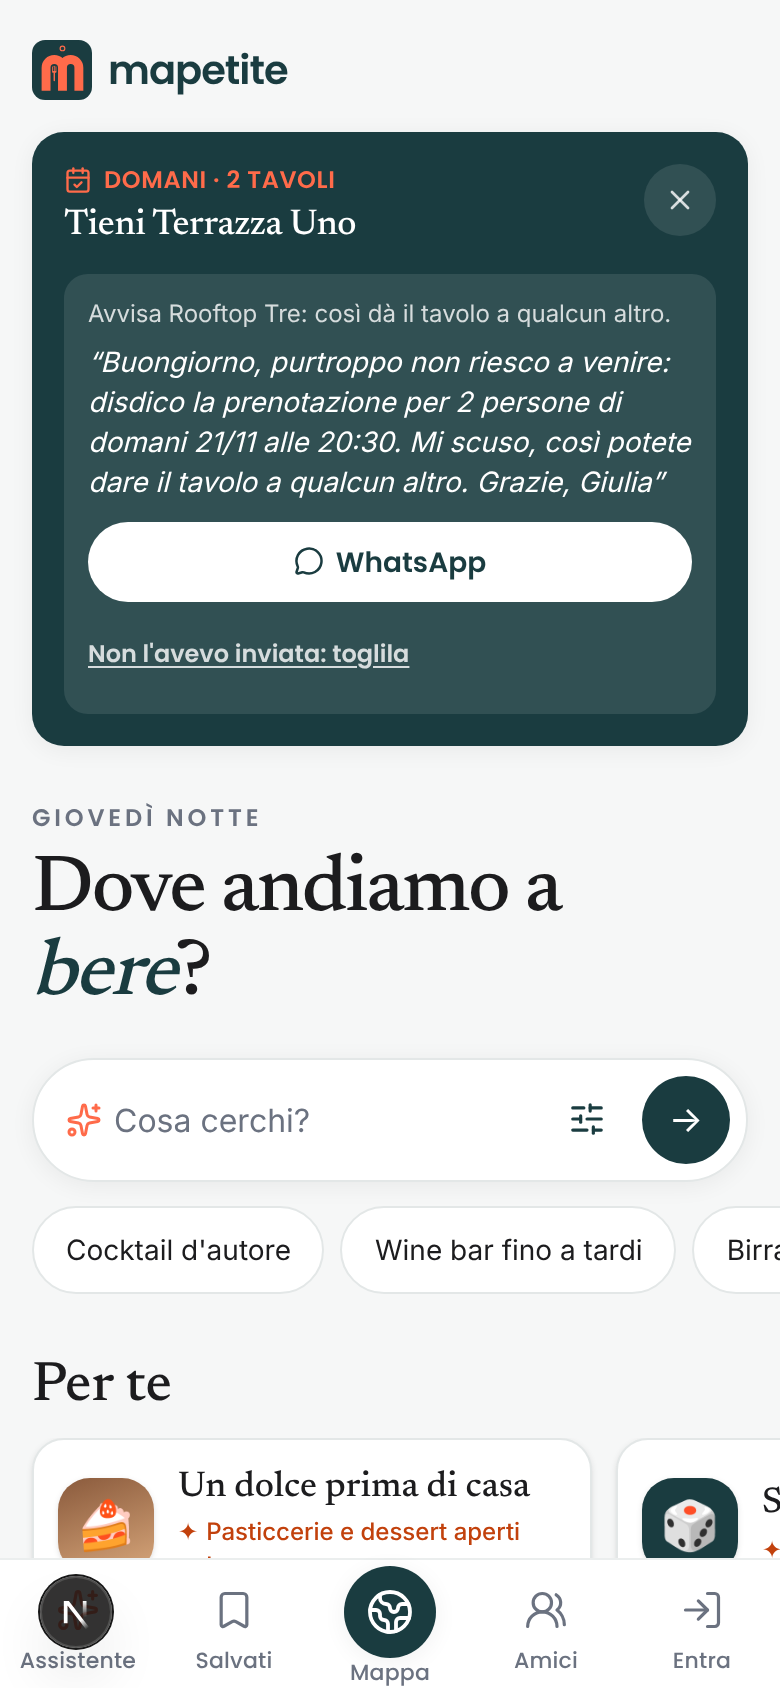 mapetite
DOMANI · 2 TAVOLI
Tieni Terrazza Uno
Avvisa Rooftop Tre: così dà il tavolo a qualcun altro.
“Buongiorno, purtroppo non riesco a venire:
disdico la prenotazione per 2 persone di
domani 21/11 alle 20:30. Mi scuso, così potete
dare il tavolo a qualcun altro. Grazie, Giulia”
WhatsApp
Non l'avevo inviata: toglila
GIOVEDÌ NOTTE
Dove andiamo a
bere?
Cosa cerchi?
Cocktail d'autore
Wine bar fino a tardi
Birra
Per te
Un dolce prima di casa
✦ Pasticcerie e dessert aperti
S
✦
N
Assistente
Salvati
Mappa
Amici
Entra